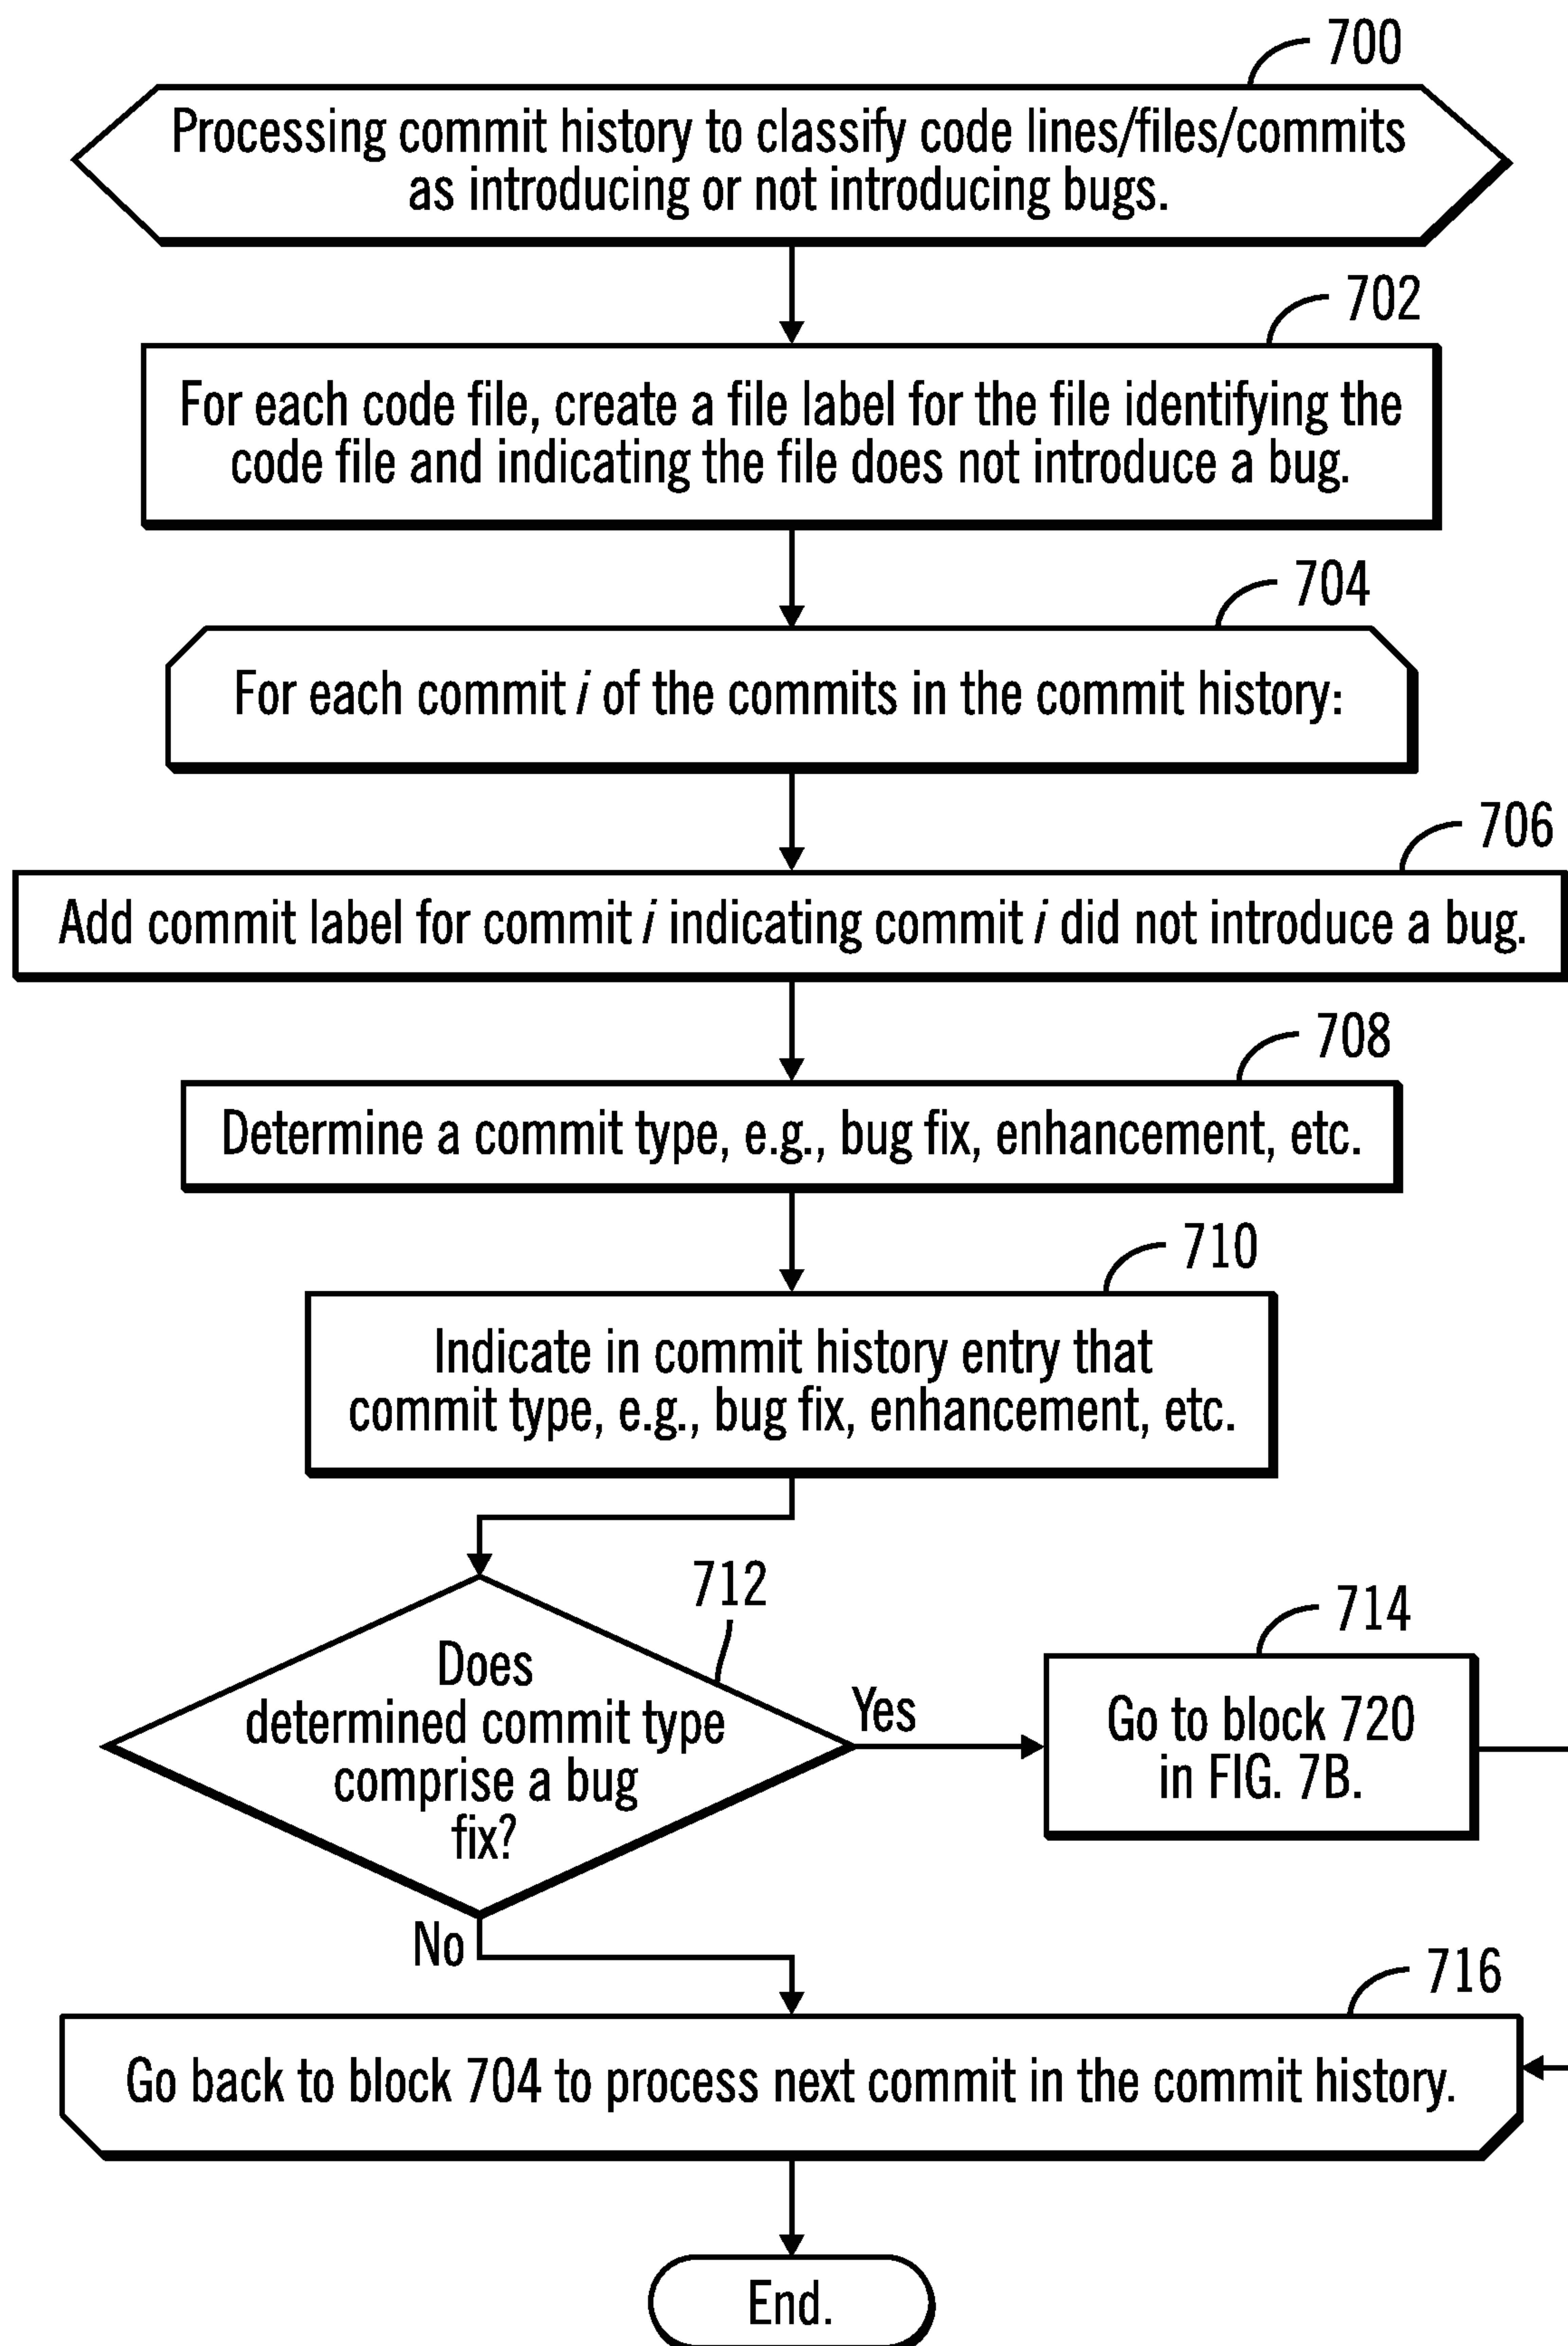 700
Processing commit history to classify code lines/files/commits
as introducing or not introducing bugs.
702
For each code file, create a file label for the file identifying the
code file and indicating the file does not introduce a bug.
704
For each commit i of the commits in the commit history:
706
Add commit label for commit i indicating commit i did not introduce a bug.
708
Determine a commit type, e.g., bug fix, enhancement, etc.
710
Indicate in commit history entry that
commit type, e.g., bug fix, enhancement, etc.
712
Does
determined commit type
comprise a bug
fix?
Yes
714
Go to block 720
in FIG. 7B.
No
716
Go back to block 704 to process next commit in the commit history.
End.